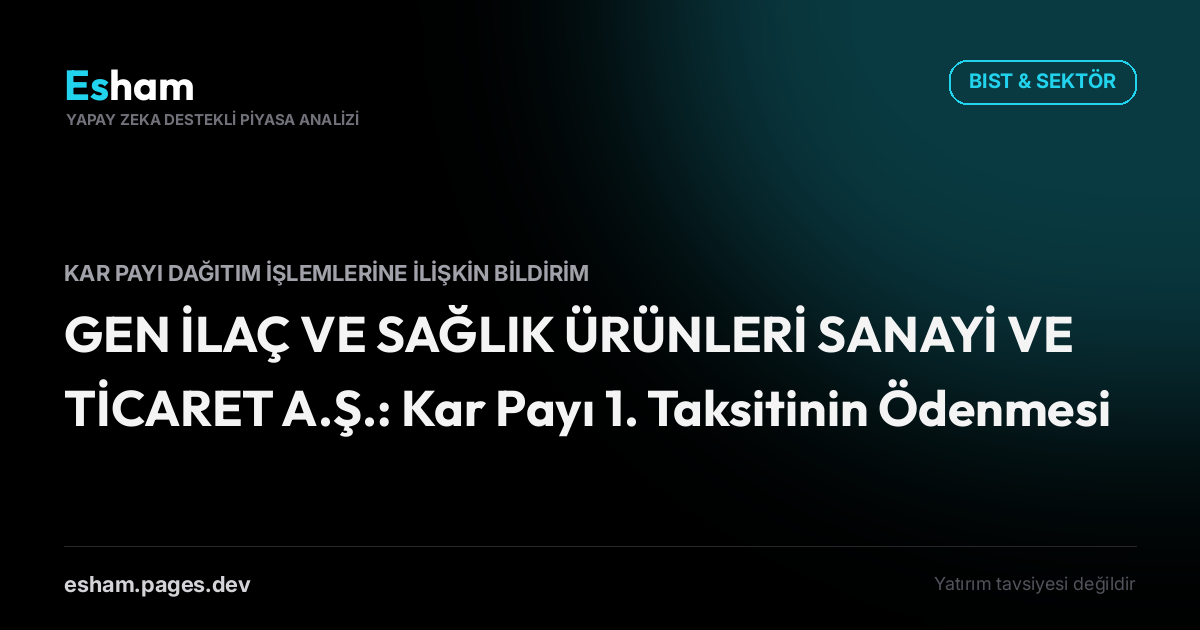 Esham
YAPAY ZEKA DESTEKLİ PİYASA ANALİZİ
BIST & SEKTÖR
KAR PAYI DAĞITIM İŞLEMLERİNE İLİŞKİN BİLDİRİM
GEN İLAÇ VE SAĞLIK ÜRÜNLERİ SANAYİ VE
TİCARET A.Ş.: Kar Payı 1. Taksitinin Ödenmesi
esham.pages.dev
Yatırım tavsiyesi değildir